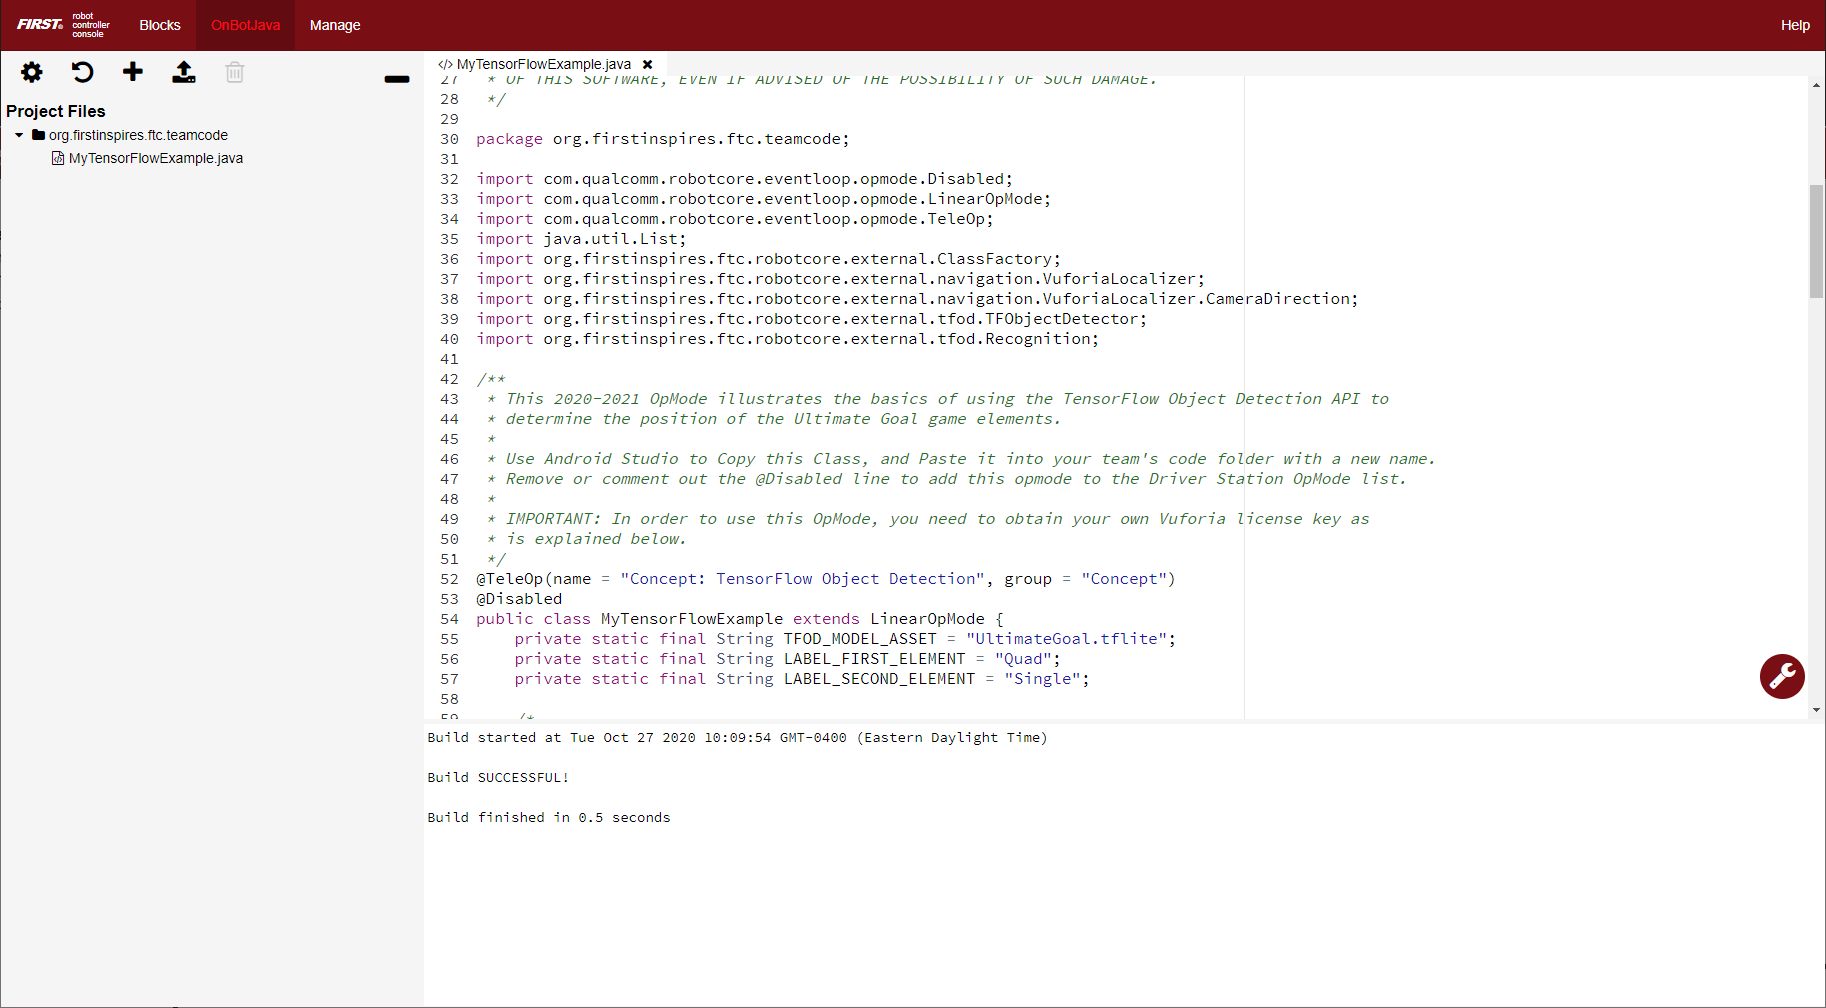 FIRST® robot controller console
Blocks
OnBotJava
Manage
Help
Project Files
org.firstinspires.ftc.teamcode
MyTensorFlowExample.java
</> MyTensorFlowExample.java ✖
27 * OF THIS SOFTWARE, EVEN IF ADVISED OF THE POSSIBILITY OF SUCH DAMAGE.
28 */
29
30 package org.firstinspires.ftc.teamcode;
31
32 import com.qualcomm.robotcore.eventloop.opmode.Disabled;
33 import com.qualcomm.robotcore.eventloop.opmode.LinearOpMode;
34 import com.qualcomm.robotcore.eventloop.opmode.TeleOp;
35 import java.util.List;
36 import org.firstinspires.ftc.robotcore.external.ClassFactory;
37 import org.firstinspires.ftc.robotcore.external.navigation.VuforiaLocalizer;
38 import org.firstinspires.ftc.robotcore.external.navigation.VuforiaLocalizer.CameraDirection;
39 import org.firstinspires.ftc.robotcore.external.tfod.TFObjectDetector;
40 import org.firstinspires.ftc.robotcore.external.tfod.Recognition;
41
42 /**
43 * This 2020-2021 OpMode illustrates the basics of using the TensorFlow Object Detection API to
44 * determine the position of the Ultimate Goal game elements.
45 *
46 * Use Android Studio to Copy this Class, and Paste it into your team's code folder with a new name.
47 * Remove or comment out the @Disabled line to add this opmode to the Driver Station OpMode list.
48 *
49 * IMPORTANT: In order to use this OpMode, you need to obtain your own Vuforia license key as
50 * is explained below.
51 */
52 @TeleOp(name = "Concept: TensorFlow Object Detection", group = "Concept")
53 @Disabled
54 public class MyTensorFlowExample extends LinearOpMode {
55 private static final String TFOD_MODEL_ASSET = "UltimateGoal.tflite";
56 private static final String LABEL_FIRST_ELEMENT = "Quad";
57 private static final String LABEL_SECOND_ELEMENT = "Single";
58
59 /*
Build started at Tue Oct 27 2020 10:09:54 GMT-0400 (Eastern Daylight Time)
Build SUCCESSFUL!
Build finished in 0.5 seconds